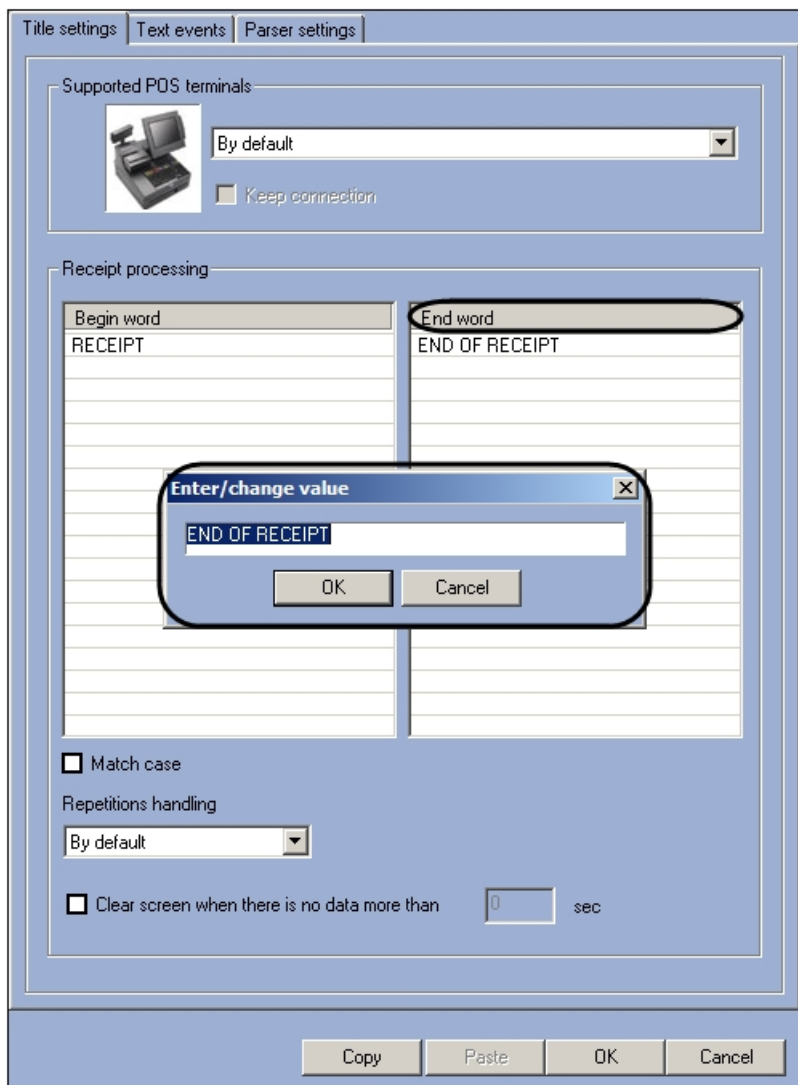 Title settings Text events Parser settings
Supported POS terminals
By default
Keep connection
Receipt processing
Begin word End word
RECEIPT END OF RECEIPT
Enter/change value
END OF RECEIPT
OK Cancel
Match case
Repetitions handling
By default
Clear screen when there is no data more than 0 sec
Copy Paste OK Cancel